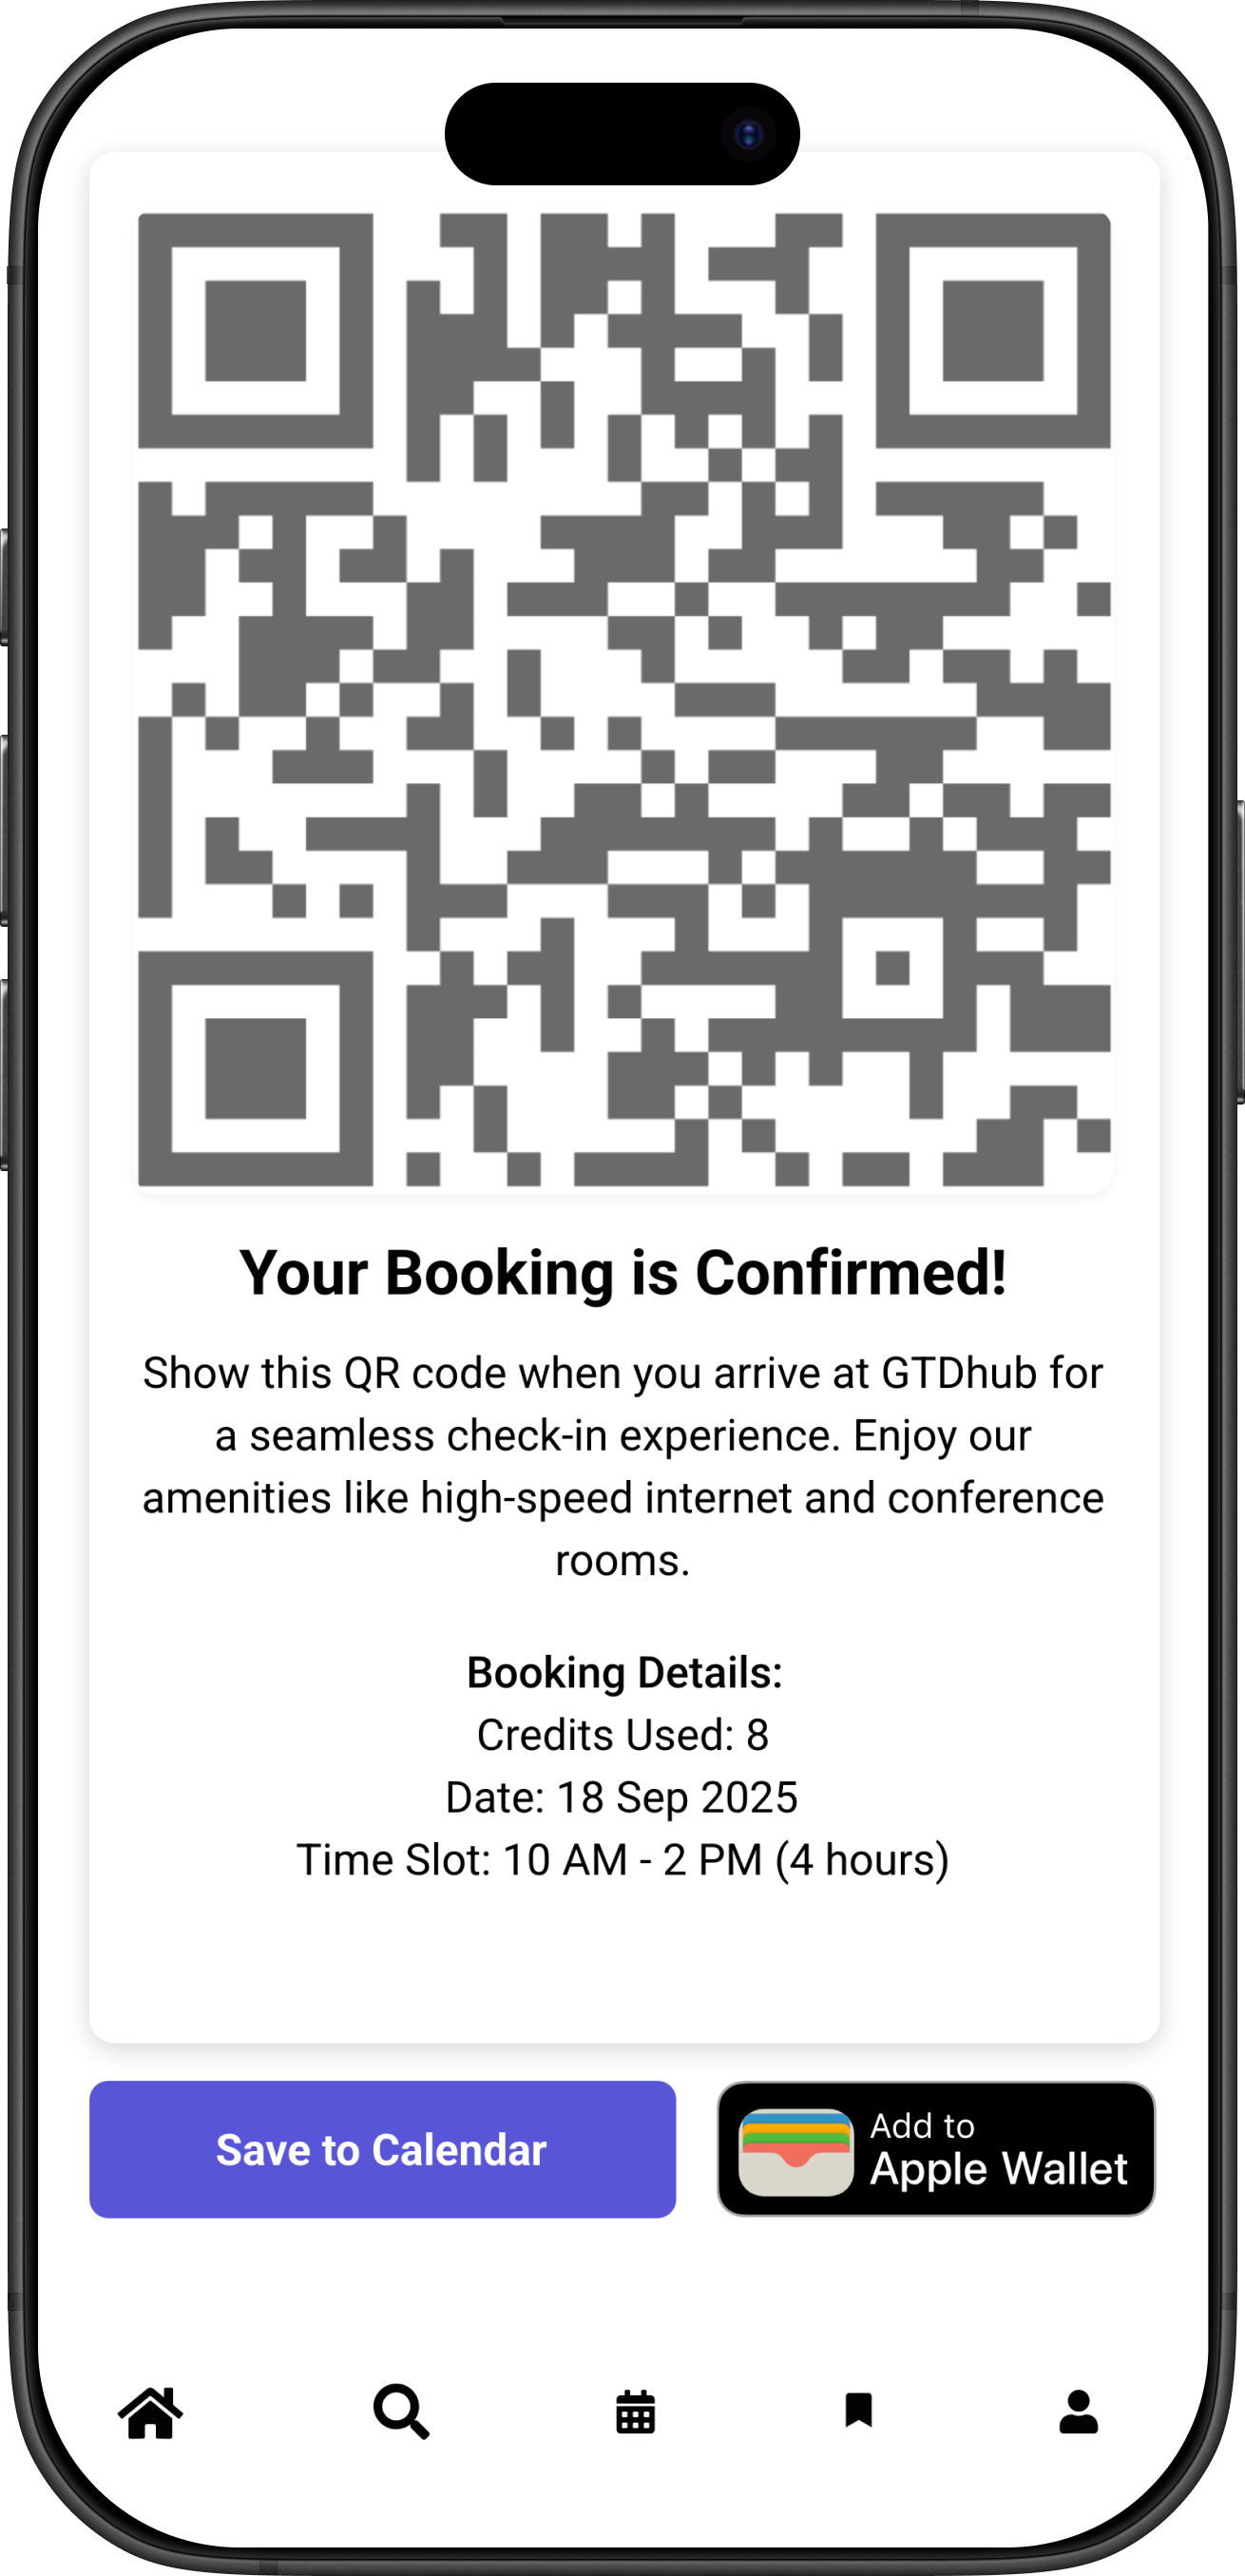 Your Booking is Confirmed!
Show this QR code when you arrive at GTDhub for
a seamless check-in experience. Enjoy our
amenities like high-speed internet and conference
rooms.
Booking Details:
Credits Used: 8
Date: 18 Sep 2025
Time Slot: 10 AM - 2 PM (4 hours)
Save to Calendar
Add to
Apple Wallet